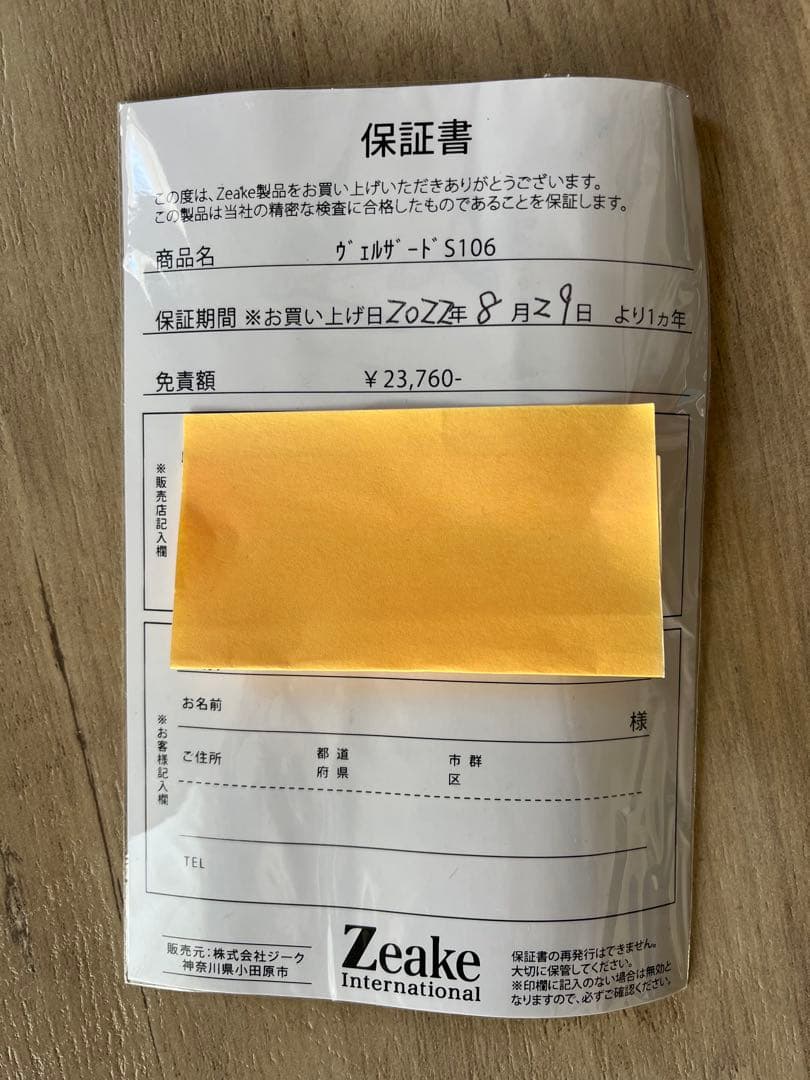 保証書
この度は、Zeake製品をお買い上げいただきありがとうございます。
この製品は当社の精密な検査に合格したものであることを保証します。
商品名 ｳﾞｪﾙｻﾞｰﾄﾞS106
保証期間 ※お買い上げ日2022年 8月29日 より1ヵ年
免責額 ￥23,760-
※販売店記入欄
お名前 様
※お客様記入欄
ご住所 都道府県 市群区
TEL
販売元：株式会社ジーク
神奈川県小田原市
Zeake
International
保証書の再発行はできません。
大切に保管してください。
※印欄に記入のない場合は無効と
なりますので、必ずご確認ください。